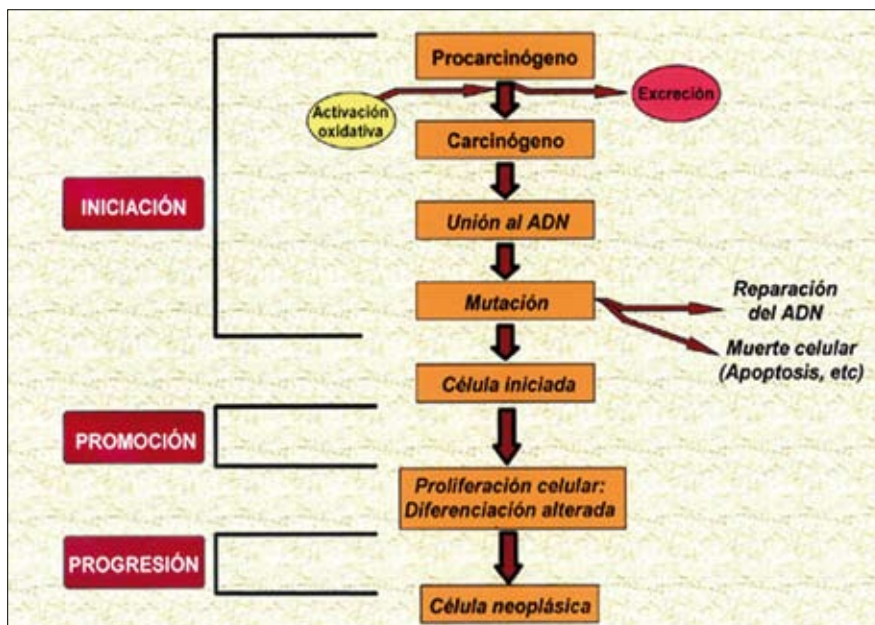 Procarcinógeno
Activación
oxidativa
Excreción
Carcinógeno
INICIACIÓN
Unión al ADN
Mutación
Reparación
del ADN
Muerte celular
(Apoptosis, etc)
Célula iniciada
PROMOCIÓN
Proliferación celular:
Diferenciación alterada
PROGRESIÓN
Célula neoplásica